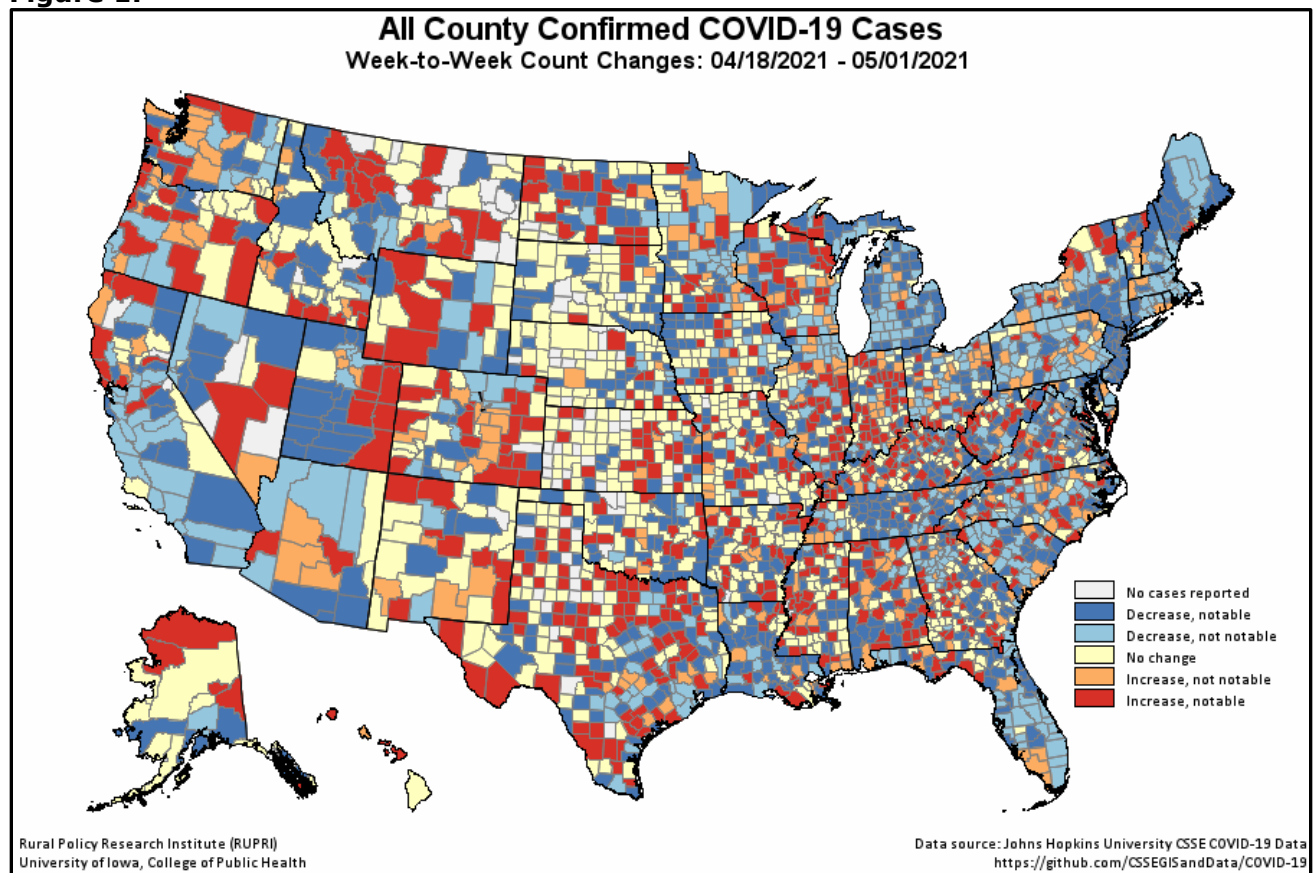 All County Confirmed COVID-19 Cases
Week-to-Week Count Changes: 04/18/2021 - 05/01/2021
No cases reported
Decrease, notable
Decrease, not notable
No change
Increase, not notable
Increase, notable
Rural Policy Research Institute (RUPRI)
University of Iowa, College of Public Health
Data source: Johns Hopkins University CSSE COVID-19 Data
https://github.com/CSSEGISandData/COVID-19